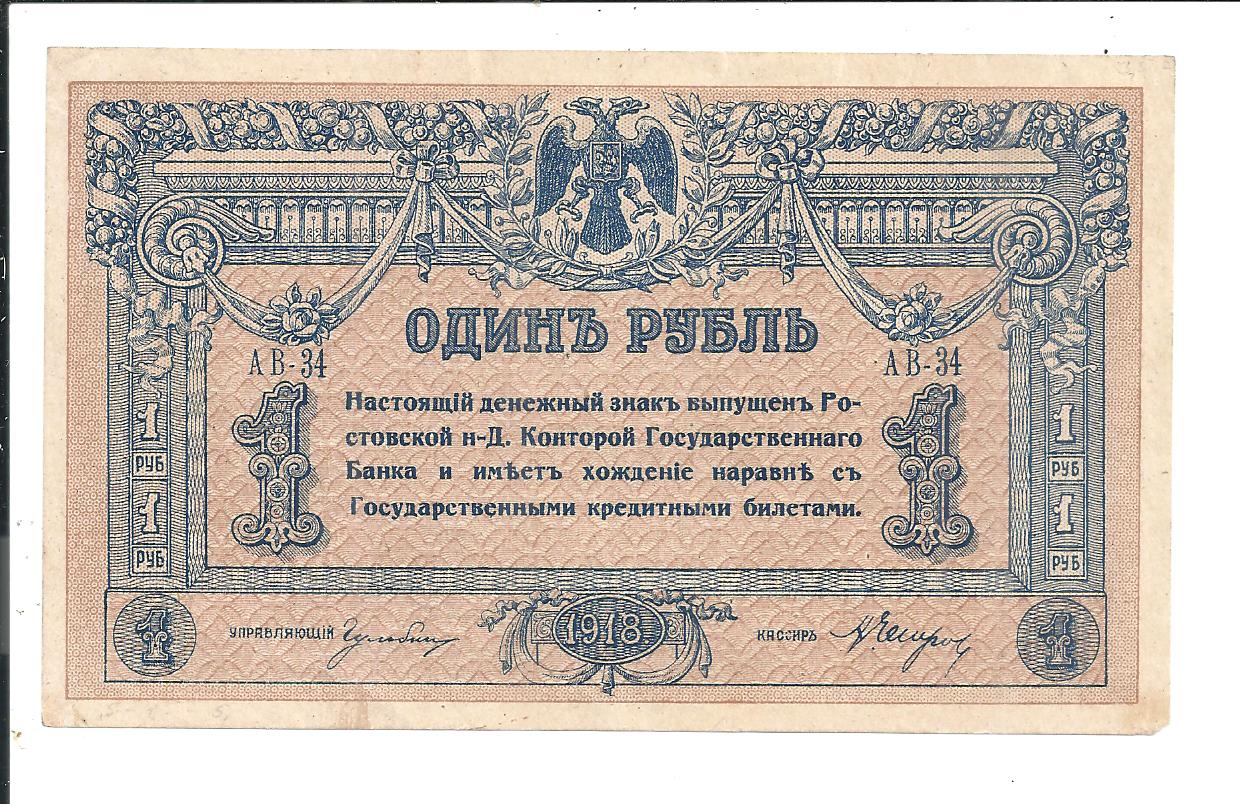 ОДИНЪ РУБЛЬ
АВ-34 АВ-34
1 1
Настоящій денежный знакъ выпущенъ Ро-
стовской н-Д. Конторой Государственнаго
Банка и имѣетъ хожденіе наравнѣ съ
Государственными кредитными билетами.
1 1
РУБ РУБ
1 1
РУБ РУБ
1 УПРАВЛЯЮЩІЙ 1918 КАССИРЪ 1